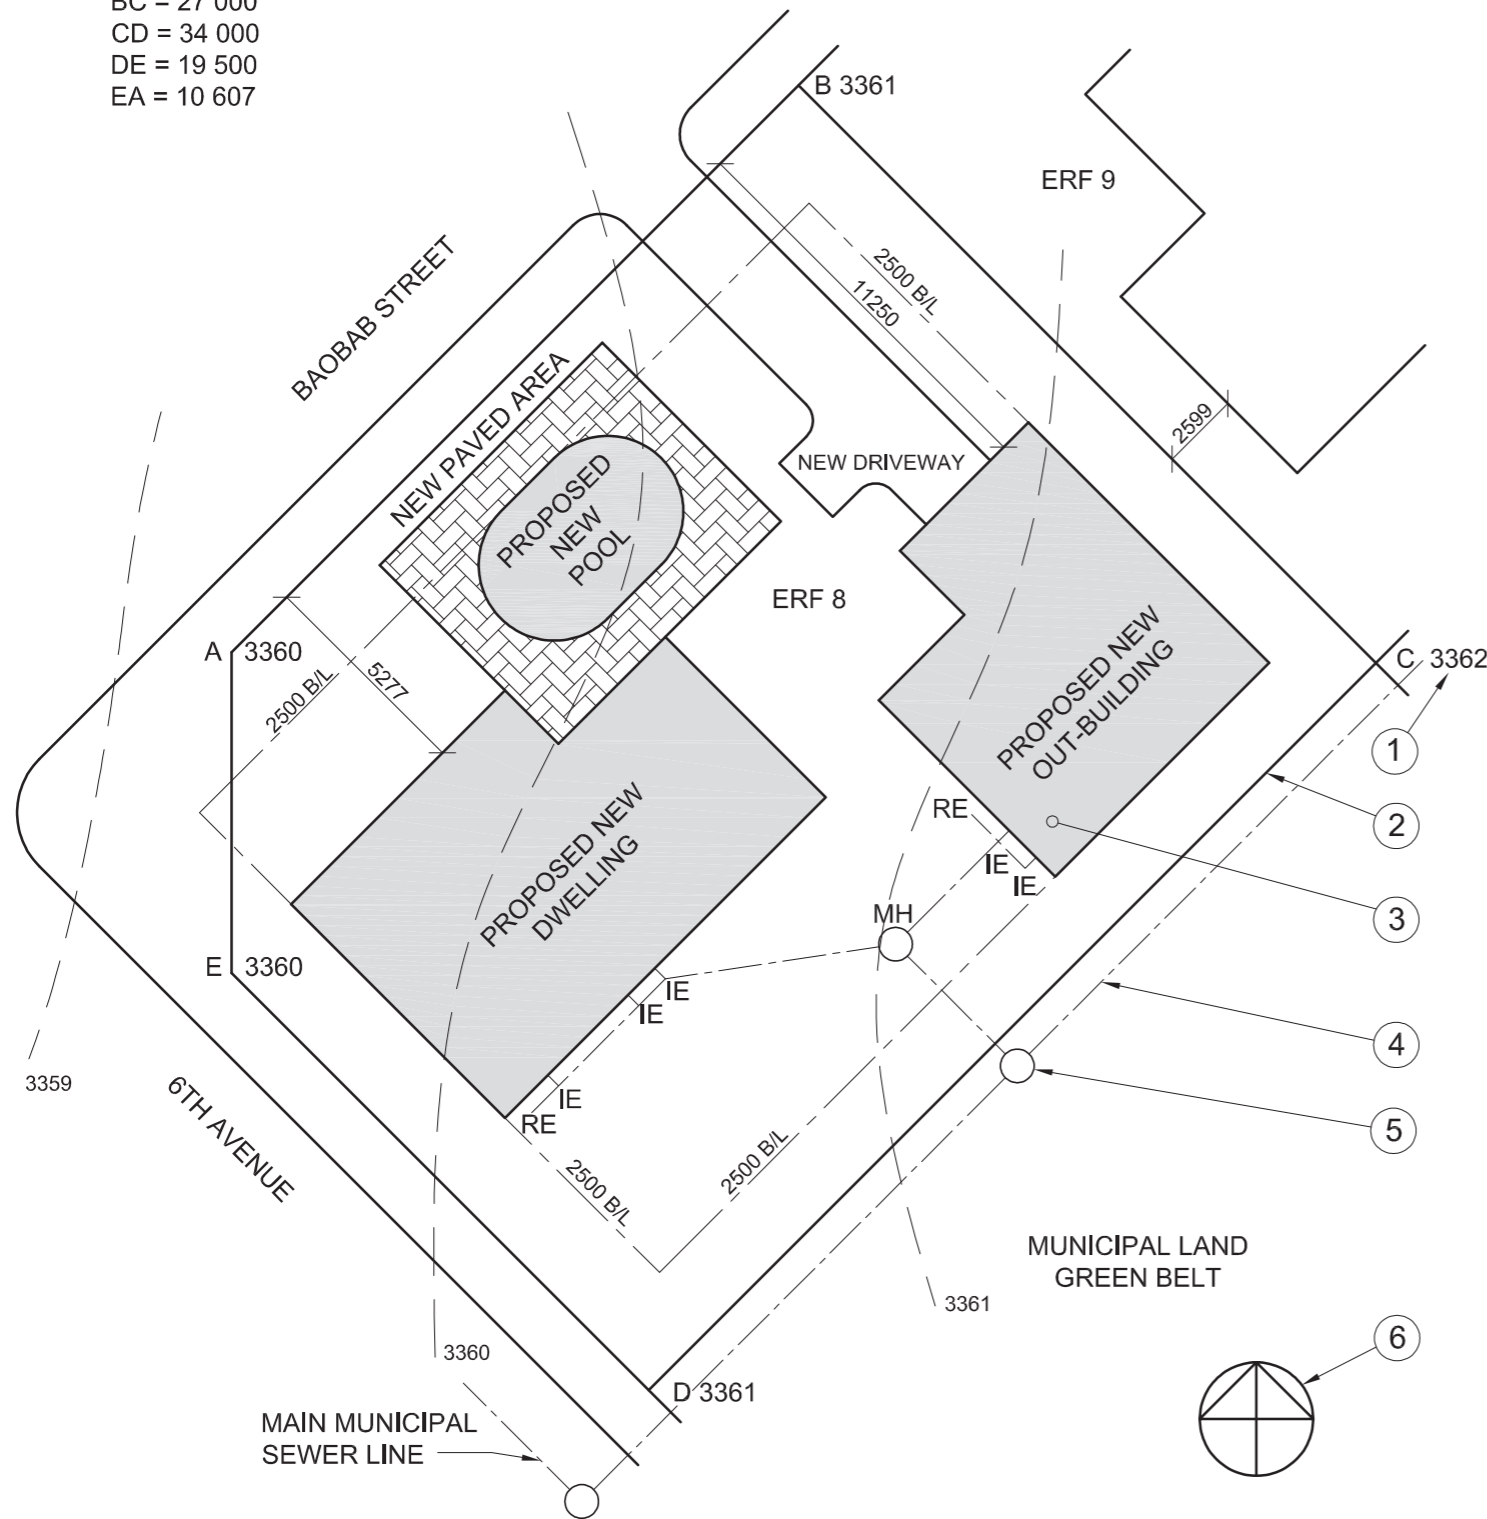 BC = 27 000
CD = 34 000
DE = 19 500
EA = 10 607
B 3361
ERF 9
BAOBAB STREET
2500 B/L
11250
2599
NEW PAVED AREA
PROPOSED
NEW
POOL
NEW DRIVEWAY
ERF 8
A 3360
5277
2500 B/L
PROPOSED NEW
OUT-BUILDING
C 3362
1
2
PROPOSED NEW
DWELLING
RE
IE
IE
MH
3
E 3360
IE
IE
4
3359
6TH AVENUE
IE
RE
5
2500 B/L
2500 B/L
MUNICIPAL LAND
GREEN BELT
3361
3360
6
D 3361
MAIN MUNICIPAL
SEWER LINE